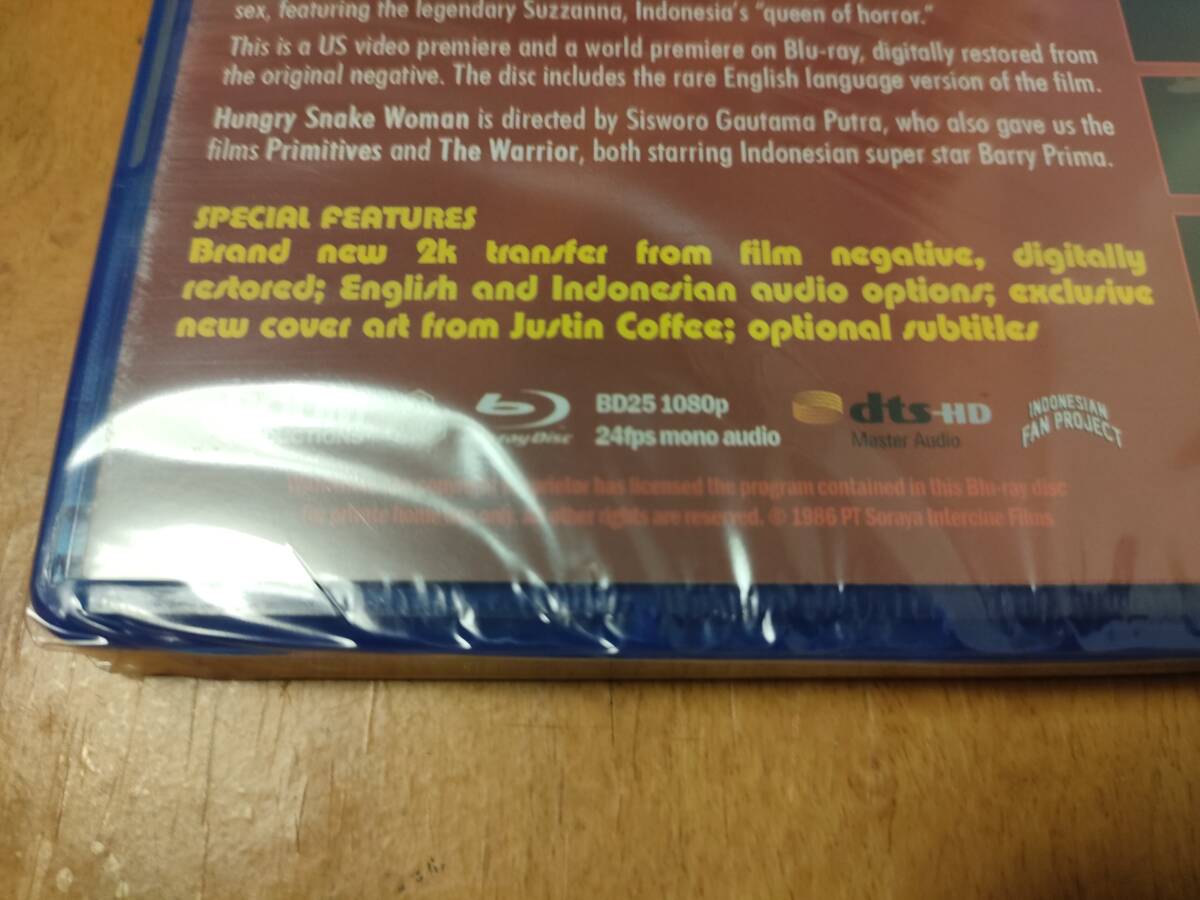 sex, featuring the legendary Suzzanna, Indonesia's "queen of horror."
This is a US video premiere and a world premiere on Blu-ray, digitally restored from
the original negative. The disc includes the rare English language version of the film.
Hungry Snake Woman is directed by Sisworo Gautama Putra, who also gave us the
films Primitives and The Warrior, both starring Indonesian super star Barry Prima.
SPECIAL FEATURES
Brand new 2k transfer from film negative, digitally
restored; English and Indonesian audio options; exclusive
new cover art from Justin Coffee; optional subtitles
BD25 1080p
24fps mono audio
dts-HD
Master Audio
INDONESIAN
FAN PROJECT
has licensed the program contained in this Blu-ray disc
other rights are reserved. © 1986 PT Soraya Intercine Films